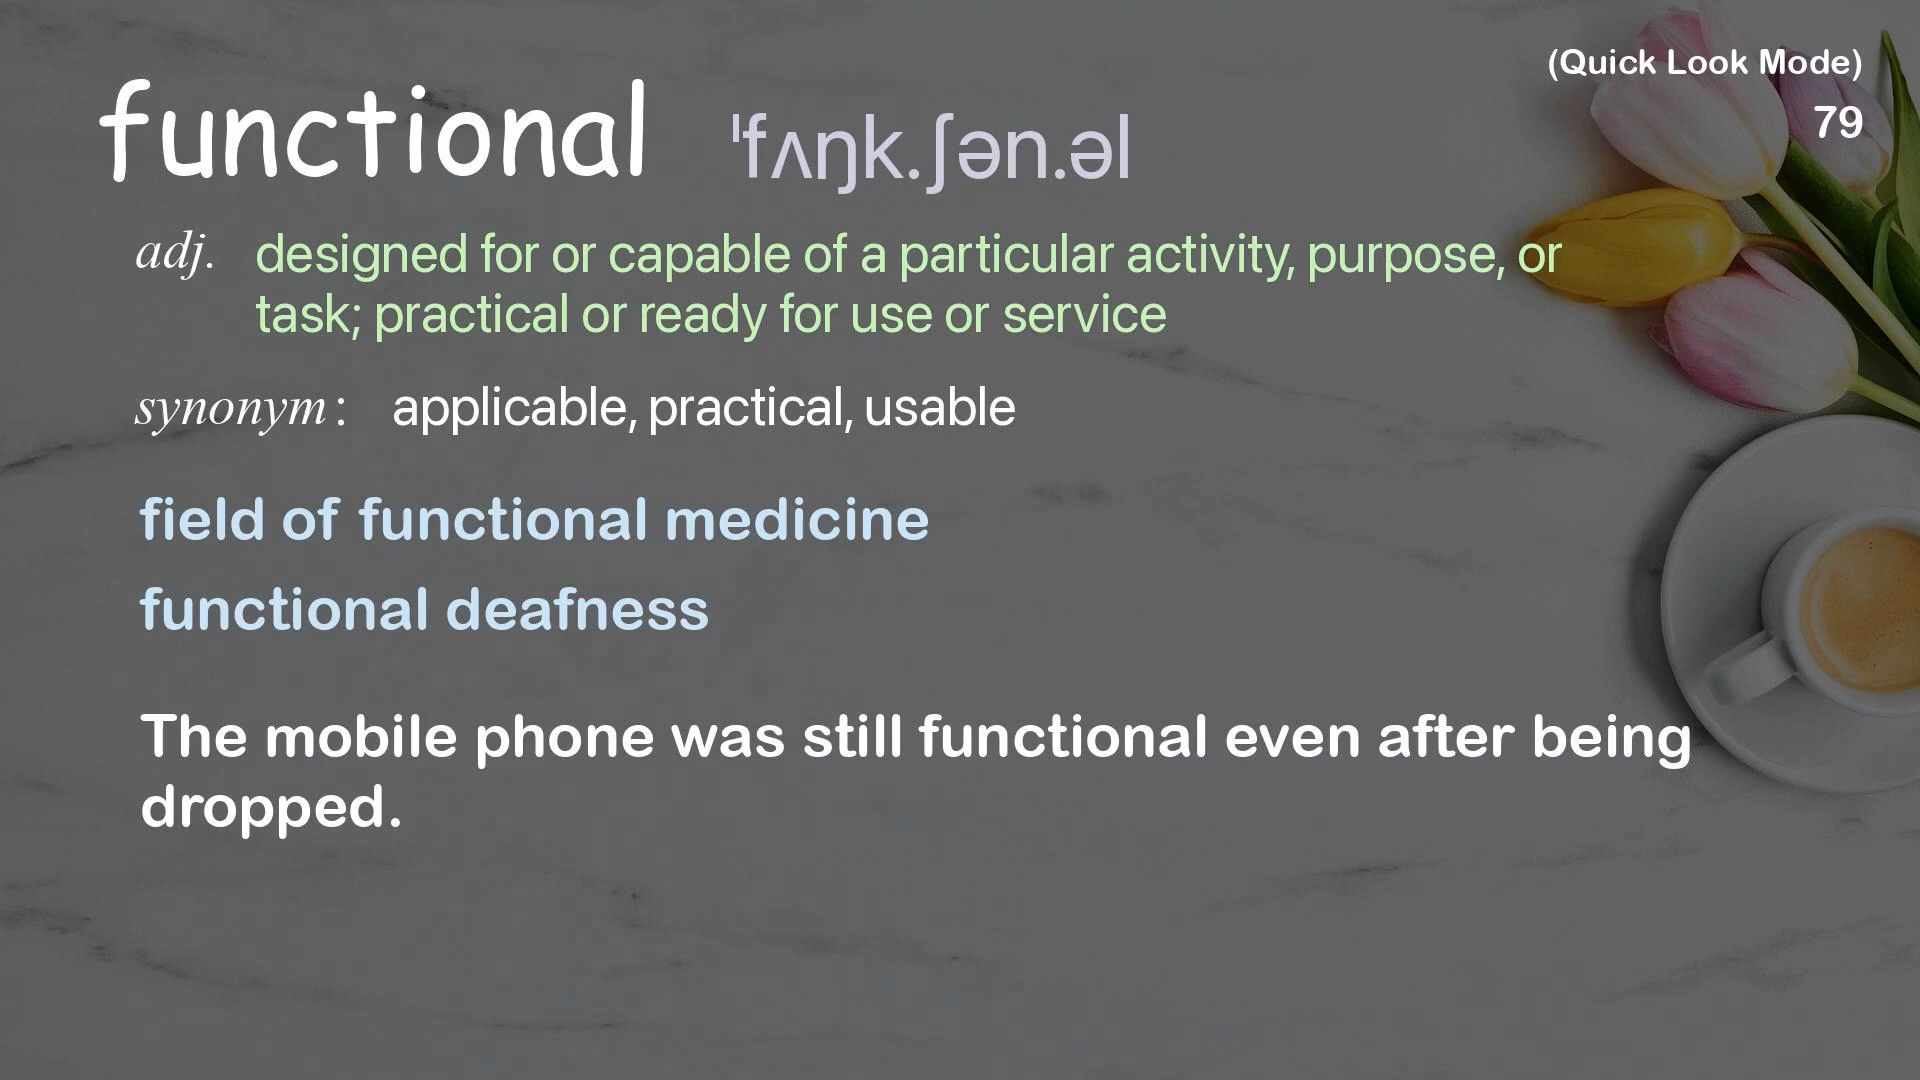 (Quick Look Mode)
79
functional ˈfʌŋk.ʃən.əl
adj. designed for or capable of a particular activity, purpose, or
task; practical or ready for use or service
synonym: applicable, practical, usable
field of functional medicine
functional deafness
The mobile phone was still functional even after being
dropped.